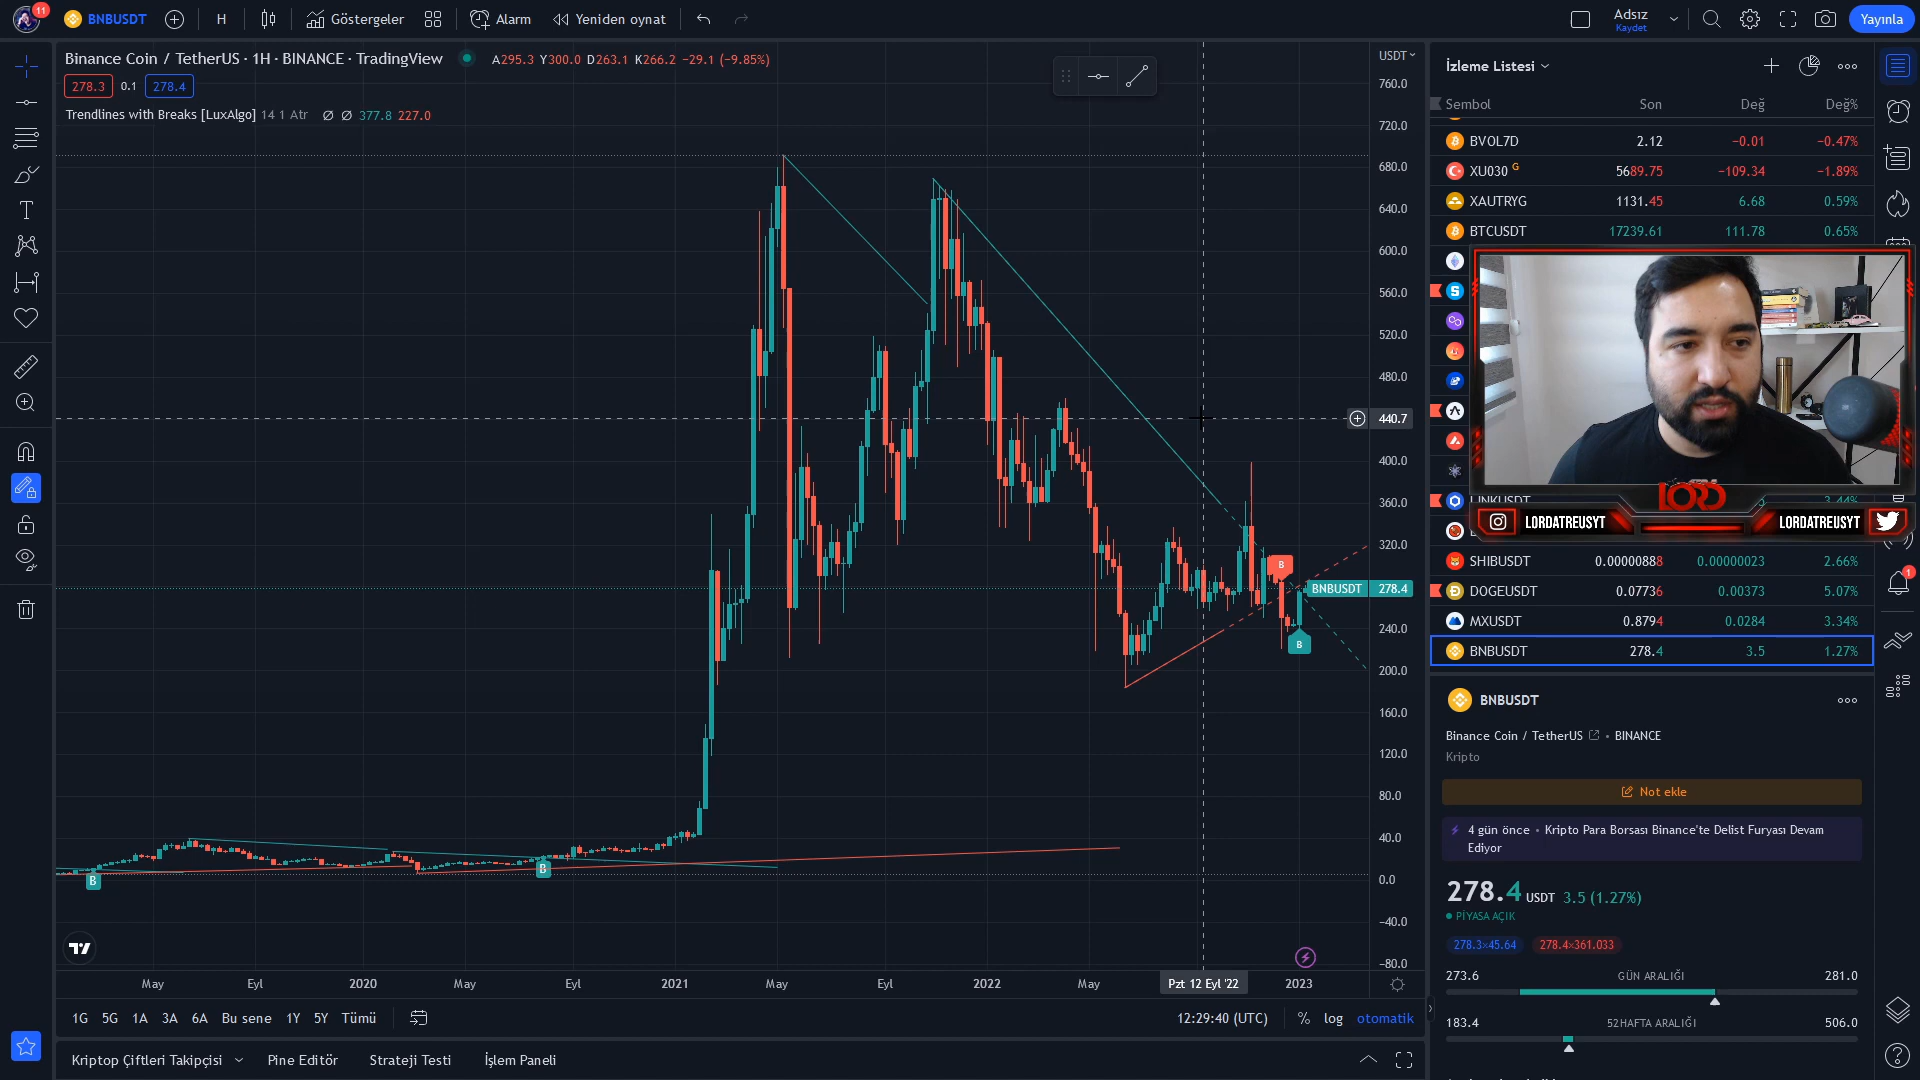 11
BNBUSDT
H
Göstergeler
Alarm
Yeniden oynat
Adsız
Kaydet
Yayınla
Binance Coin / TetherUS · 1H · BINANCE · TradingView
A295.3 Y300.0 D263.1 K266.2 −29.1 (−9.85%)
278.3 0.1 278.4
Trendlines with Breaks [LuxAlgo] 14 1 Atr Ø Ø 377.8 227.0
USDT
760.0
720.0
680.0
640.0
600.0
560.0
520.0
480.0
440.7
400.0
360.0
320.0
BNBUSDT 278.4
240.0
200.0
160.0
120.0
80.0
40.0
0.0
−40.0
−80.0
B
B
B
B
May Eyl 2020 May Eyl 2021 May Eyl 2022 May Pzt 12 Eyl '22 2023
1G 5G 1A 3A 6A Bu sene 1Y 5Y Tümü
12:29:40 (UTC) % log otomatik
Kriptop Çiftleri Takipçisi Pine Editör Strateji Testi İşlem Paneli
İzleme Listesi
Sembol Son Değ Değ%
BVOL7D 2.12 −0.01 −0.47%
XU030 G 5689.75 −109.34 −1.89%
XAUTRYG 1131.45 6.68 0.59%
BTCUSDT 17239.61 111.78 0.65%
LORD
LORDATREUSYT LORDATREUSYT
LINKUSDT 3.44%
SHIBUSDT 0.00000888 0.00000023 2.66%
DOGEUSDT 0.07736 0.00373 5.07%
MXUSDT 0.8794 0.0284 3.34%
BNBUSDT 278.4 3.5 1.27%
1
BNBUSDT
Binance Coin / TetherUS • BINANCE
Kripto
Not ekle
4 gün önce • Kripto Para Borsası Binance'te Delist Furyası Devam
Ediyor
278.4 USDT 3.5 (1.27%)
PİYASA AÇIK
278.3×45.64 278.4×361.033
273.6 GÜN ARALIĞI 281.0
183.4 52HAFTA ARALIĞI 506.0